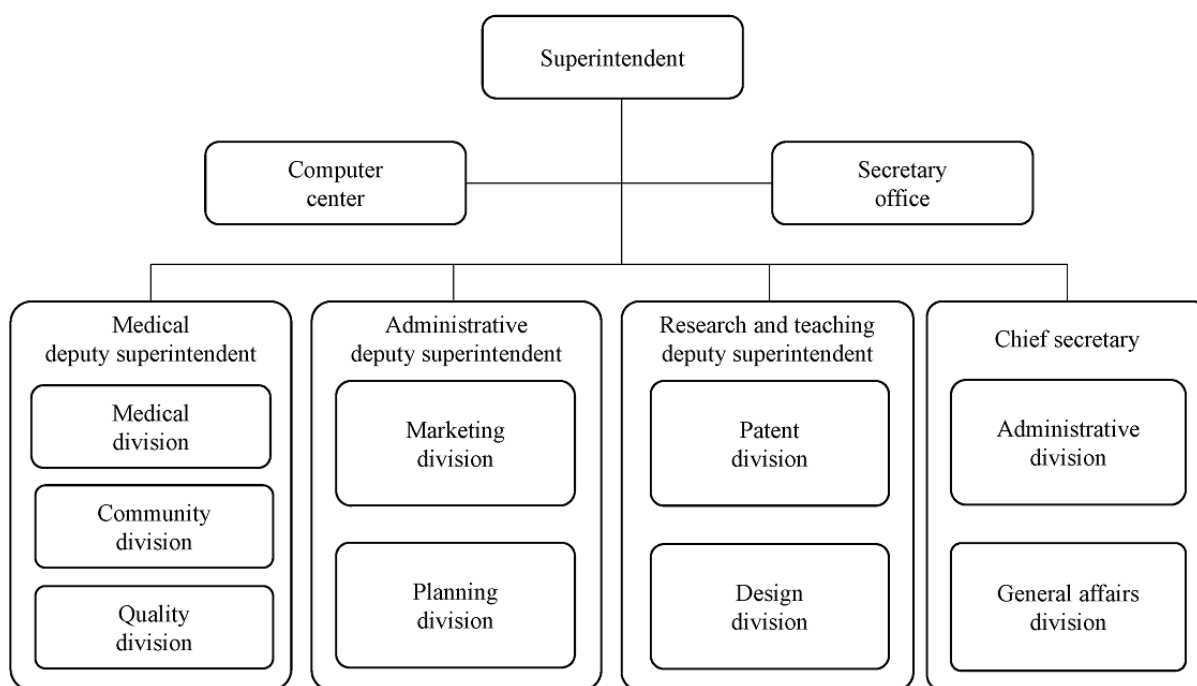 Superintendent
Computer
center
Secretary
office
Medical
deputy superintendent
Medical
division
Community
division
Quality
division
Administrative
deputy superintendent
Marketing
division
Planning
division
Research and teaching
deputy superintendent
Patent
division
Design
division
Chief secretary
Administrative
division
General affairs
division